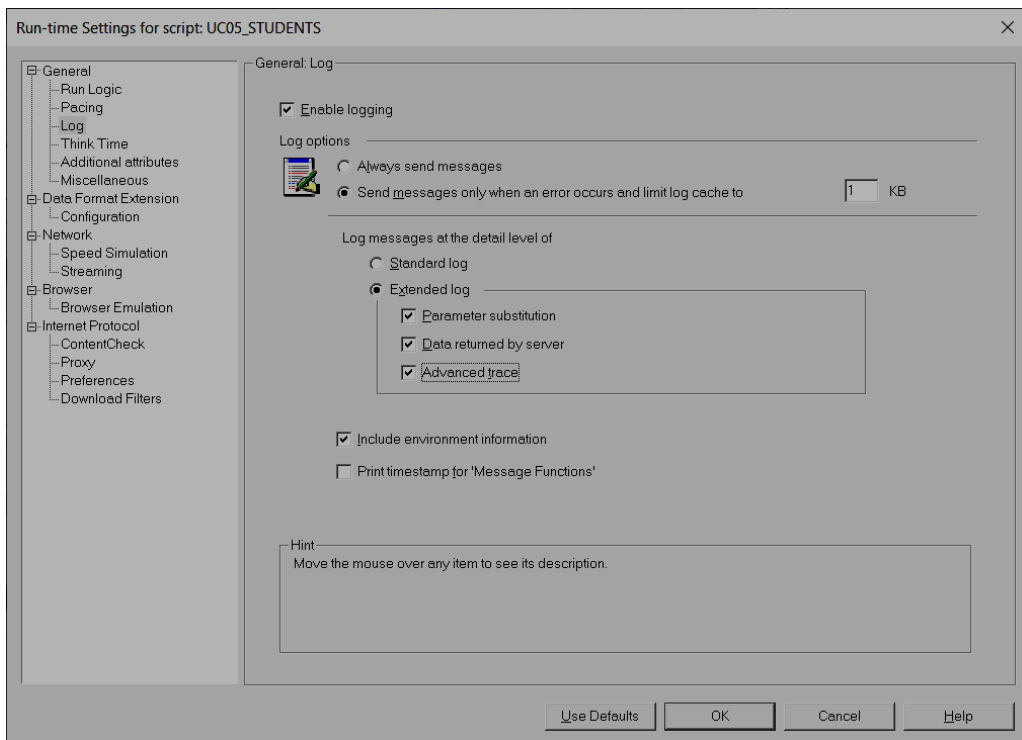 Run-time Settings for script: UC05_STUDENTS
General
Run Logic
Pacing
Log
Think Time
Additional attributes
Miscellaneous
Data Format Extension
Configuration
Network
Speed Simulation
Streaming
Browser
Browser Emulation
Internet Protocol
ContentCheck
Proxy
Preferences
Download Filters
General: Log
Enable logging
Log options
Always send messages
Send messages only when an error occurs and limit log cache to 1 KB
Log messages at the detail level of
Standard log
Extended log
Parameter substitution
Data returned by server
Advanced trace
Include environment information
Print timestamp for 'Message Functions'
Hint
Move the mouse over any item to see its description.
Use Defaults OK Cancel Help